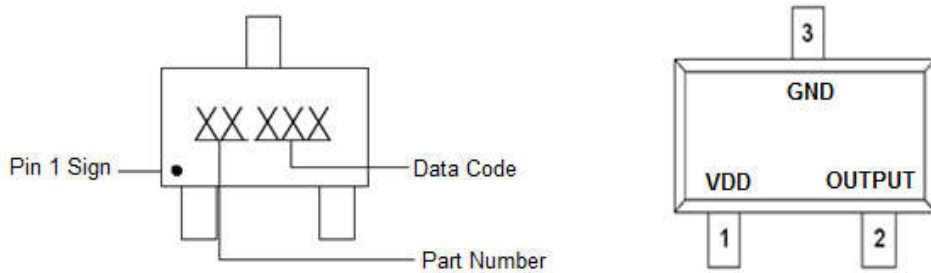 XX XXX
Pin 1 Sign
Data Code
Part Number
3
GND
VDD OUTPUT
1 2